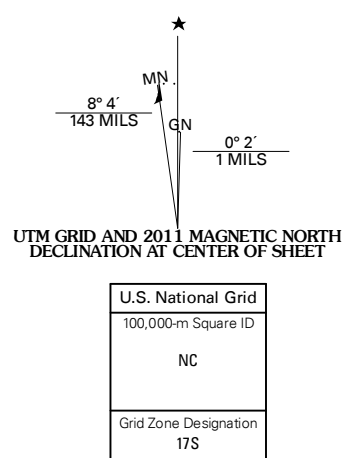 MN
8° 4´
143 MILS
GN
0° 2´
1 MILS
UTM GRID AND 2011 MAGNETIC NORTH
DECLINATION AT CENTER OF SHEET
U.S. National Grid
100,000-m Square ID
NC
Grid Zone Designation
17S